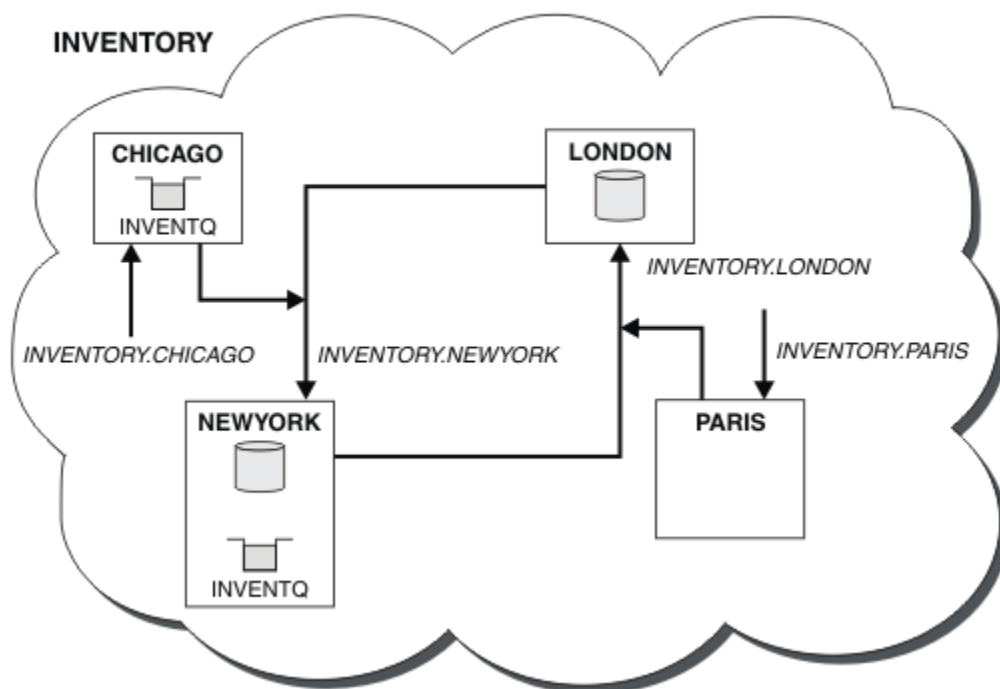 INVENTORY
CHICAGO
INVENTQ
LONDON
INVENTORY.LONDON
INVENTORY.CHICAGO
INVENTORY.NEWYORK
INVENTORY.PARIS
NEWYORK
INVENTQ
PARIS